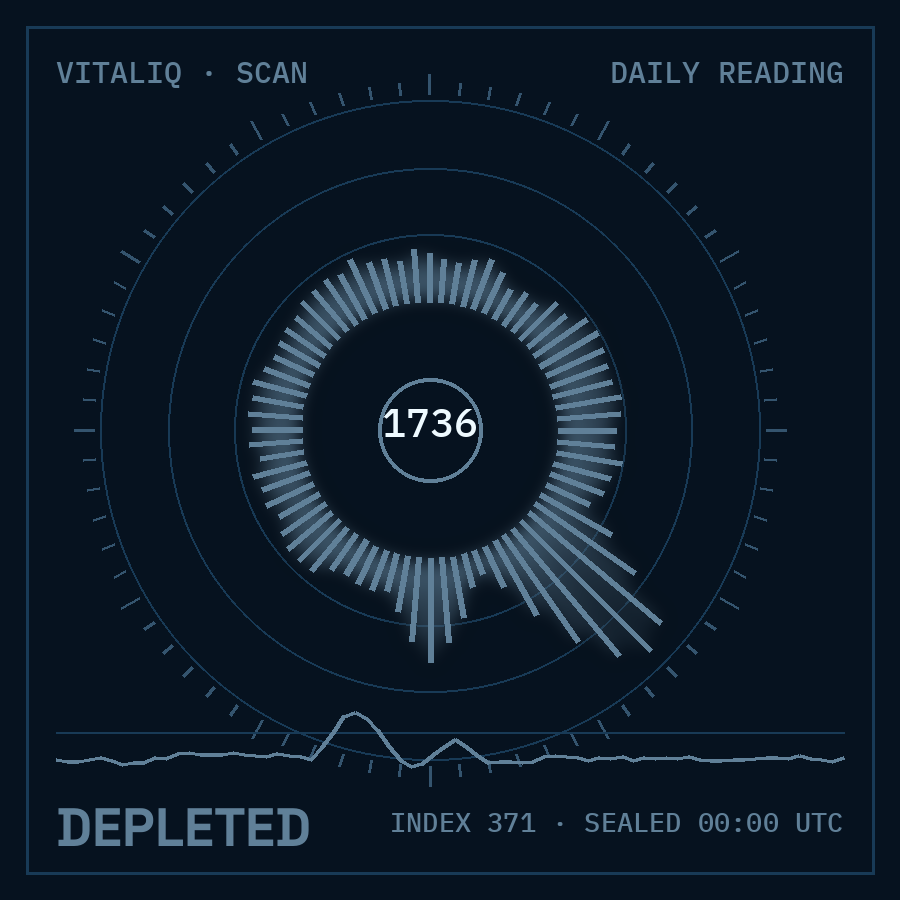 VITALIQ · SCAN
DAILY READING
1736
DEPLETED
INDEX 371 · SEALED 00:00 UTC